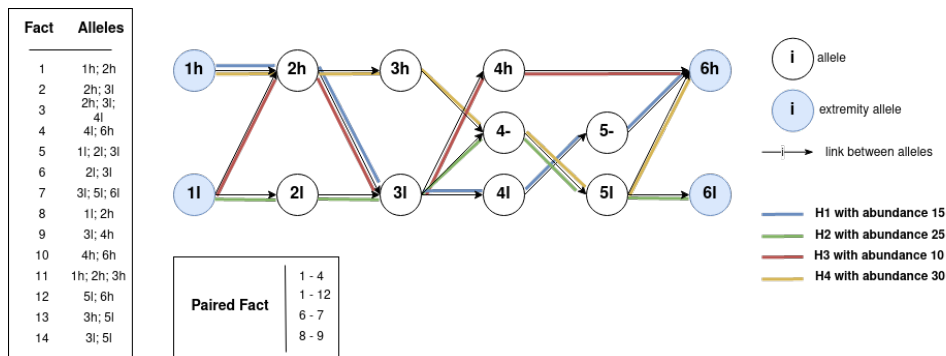 Fact Alleles
1 1h; 2h
2 2h; 3l
3 2h; 3l;
4l
4 4l; 6h
5 1l; 2l; 3l
6 2l; 3l
7 3l; 5l; 6l
8 1l; 2h
9 3l; 4h
10 4h; 6h
11 1h; 2h; 3h
12 5l; 6h
13 3h; 5l
14 3l; 5l
1h 2h 3h 4h 6h
4- 5-
1l 2l 3l 4l 5l 6l
i allele
i extremity allele
i link between alleles
H1 with abundance 15
H2 with abundance 25
H3 with abundance 10
H4 with abundance 30
Paired Fact
1 - 4
1 - 12
6 - 7
8 - 9